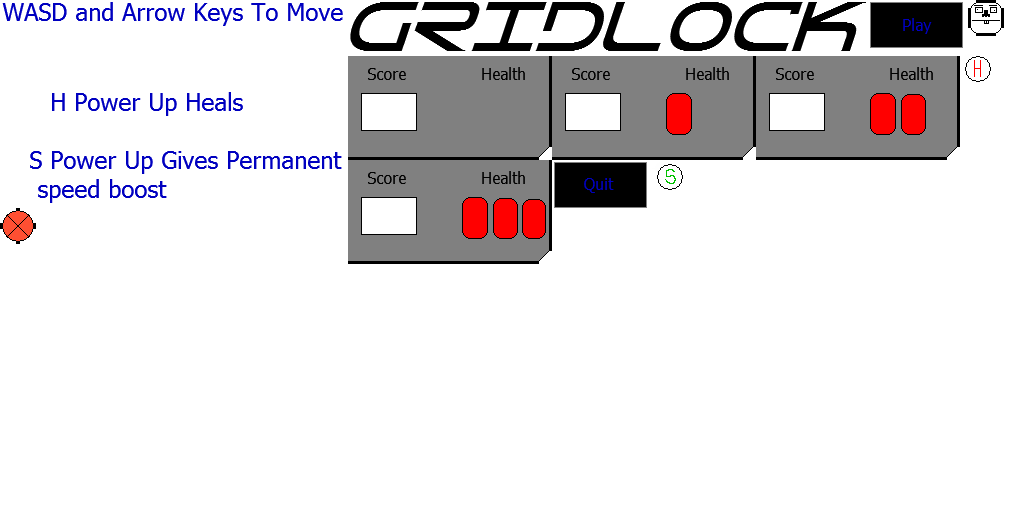 WASD and Arrow Keys To Move
GRIDLOCK
Play
H Power Up Heals
Score Health
Score Health
Score Health
H
S Power Up Gives Permanent
speed boost
Score Health
Quit
S